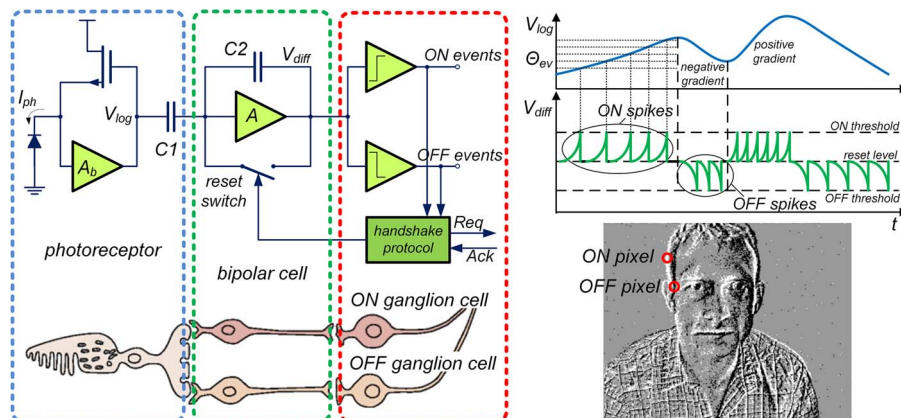 C2
V_diff
ON events
I_ph
V_log
A
C1
A_b
OFF events
reset
switch
handshake
protocol
Req
Ack
photoreceptor
bipolar cell
ON ganglion cell
OFF ganglion cell
V_log
Θ_ev
negative
gradient
positive
gradient
V_diff
ON spikes
ON threshold
reset level
OFF spikes
OFF threshold
t
ON pixel
OFF pixel